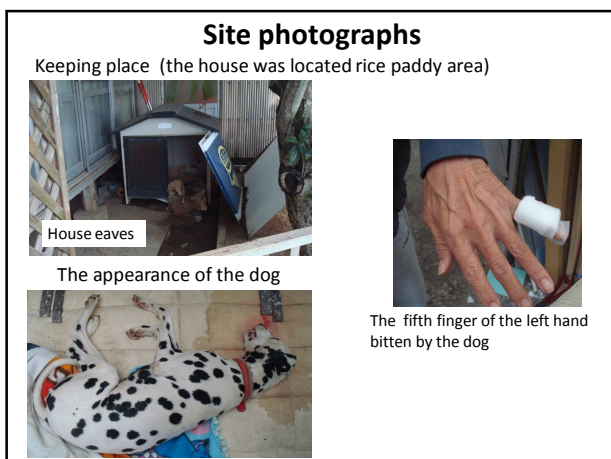 Site photographs
Keeping place (the house was located rice paddy area)
House eaves
The appearance of the dog
The fifth finger of the left hand
bitten by the dog